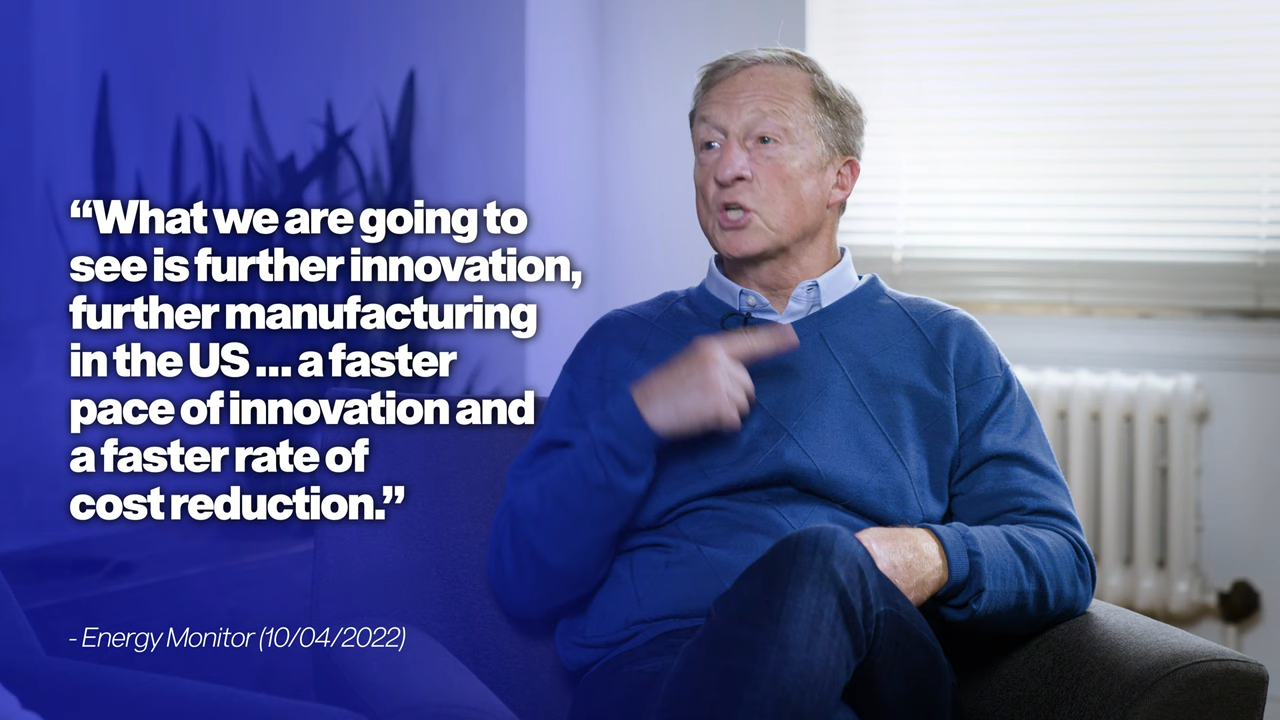 “What we are going to
see is further innovation,
further manufacturing
in the US ... a faster
pace of innovation and
a faster rate of
cost reduction.”
- Energy Monitor (10/04/2022)